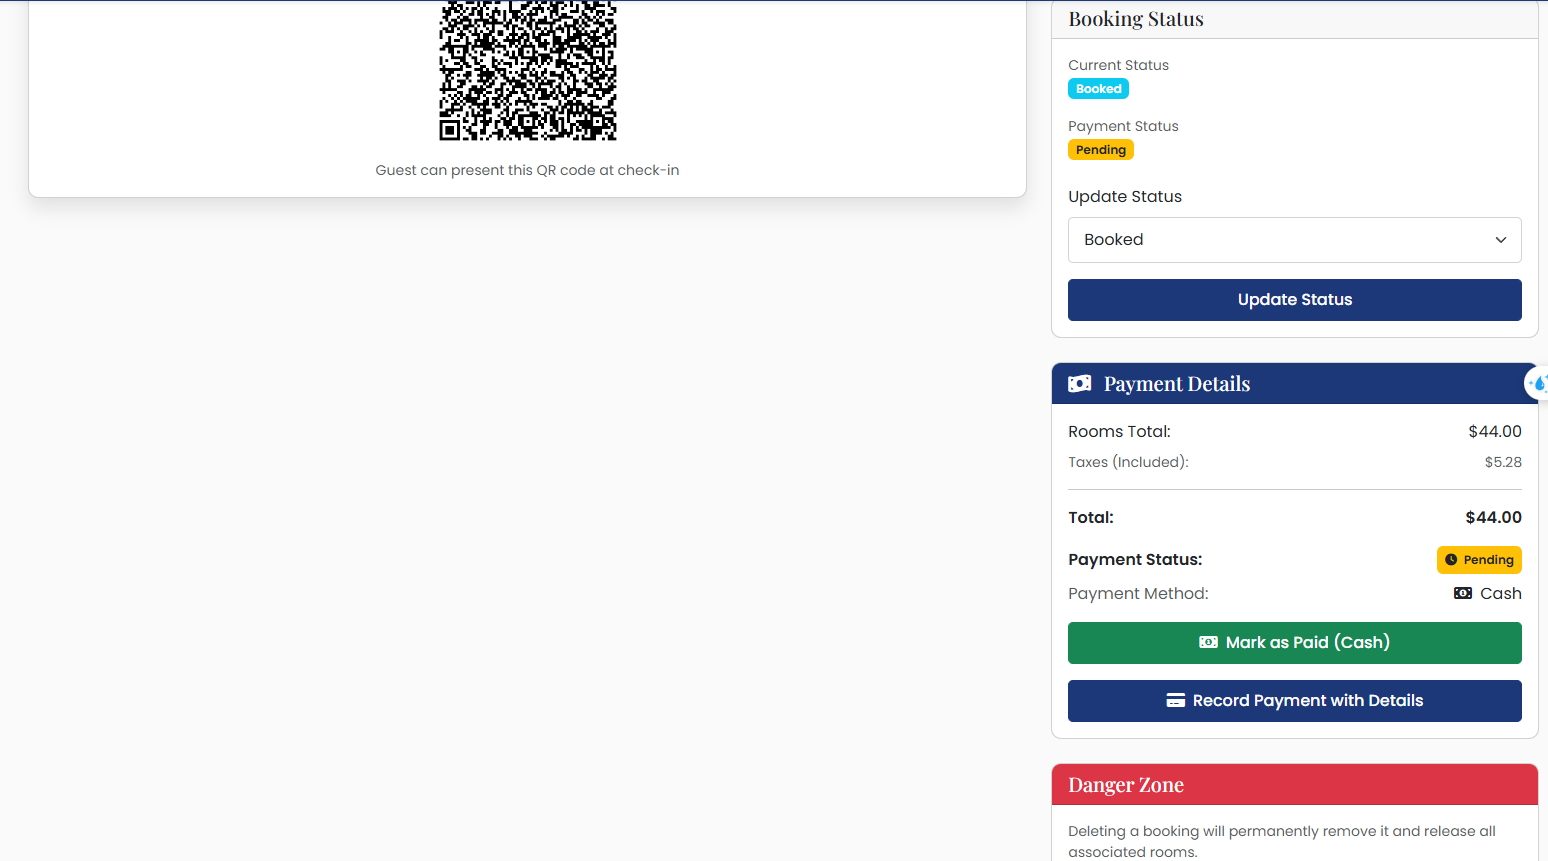 Guest can present this QR code at check-in
Booking Status
Current Status
Booked
Payment Status
Pending
Update Status
Booked
Update Status
Payment Details
Rooms Total: $44.00
Taxes (Included): $5.28
Total: $44.00
Payment Status: Pending
Payment Method: Cash
Mark as Paid (Cash)
Record Payment with Details
Danger Zone
Deleting a booking will permanently remove it and release all
associated rooms.